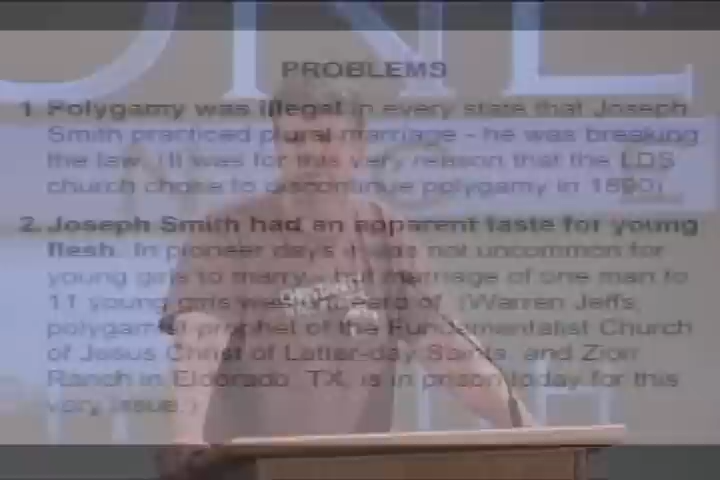 ONE
PROBLEMS
1. Polygamy was illegal in every state that Joseph
Smith practiced plural marriage - he was breaking
the law. (It was for this very reason that the LDS
church chose to discontinue polygamy in 1890)
2. Joseph Smith had an apparent taste for young
flesh. In pioneer days it was not uncommon for
young girls to marry - but marriage of one man to
11 young girls was unheard of. (Warren Jeffs,
polygamist prophet of the Fundamentalist Church
of Jesus Christ of Latter-day Saints, and Zion
Ranch in Eldorado, TX, is in prison today for this
very issue.)